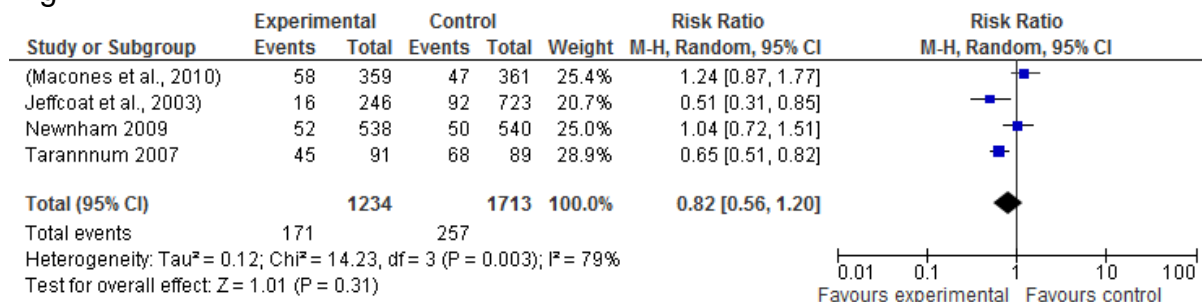 Experimental Control Risk Ratio Risk Ratio
Study or Subgroup Events Total Events Total Weight M-H, Random, 95% CI M-H, Random, 95% CI
(Macones et al., 2010) 58 359 47 361 25.4% 1.24 [0.87, 1.77]
Jeffcoat et al., 2003) 16 246 92 723 20.7% 0.51 [0.31, 0.85]
Newnham 2009 52 538 50 540 25.0% 1.04 [0.72, 1.51]
Tarannnum 2007 45 91 68 89 28.9% 0.65 [0.51, 0.82]
Total (95% CI) 1234 1713 100.0% 0.82 [0.56, 1.20]
Total events 171 257
Heterogeneity: Tau² = 0.12; Chi² = 14.23, df = 3 (P = 0.003); I² = 79%
Test for overall effect: Z = 1.01 (P = 0.31)
0.01 0.1 1 10 100
Favours experimental Favours control